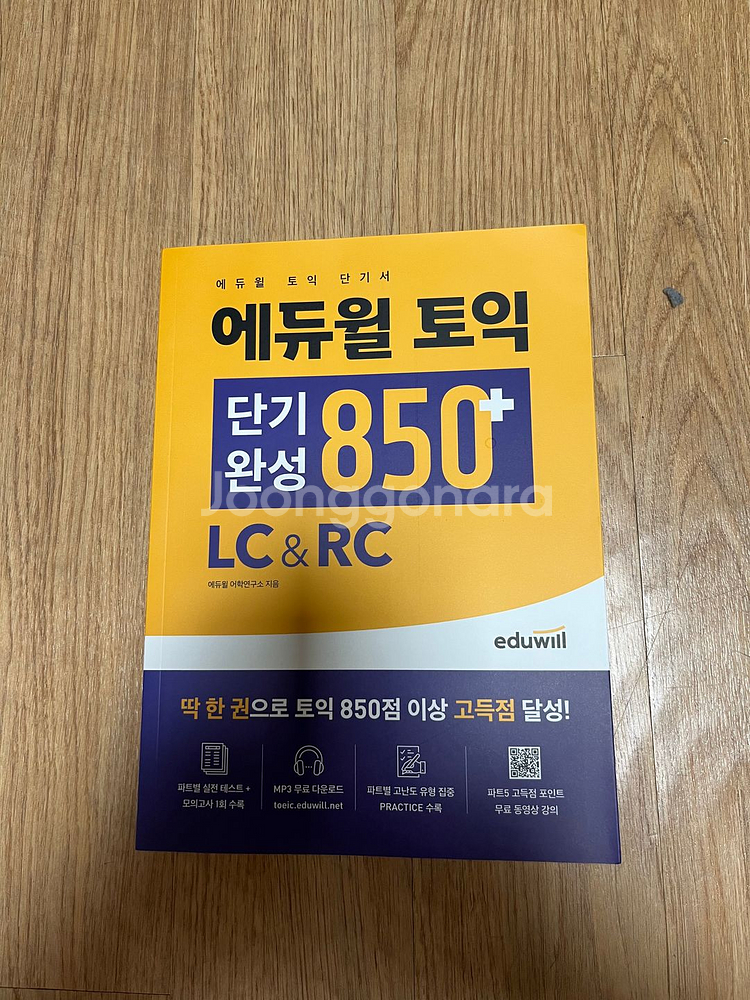 에듀윌 토익 단기서
에듀윌 토익
단기
완성
850+
Joonggonara
LC & RC
에듀윌 어학연구소 지음
eduwill
딱 한 권으로 토익 850점 이상 고득점 달성!
파트별 실전 테스트 +
모의고사 1회 수록
MP3 무료 다운로드
toeic.eduwill.net
파트별 고난도 유형 집중
PRACTICE 수록
파트5 고득점 포인트
무료 동영상 강의